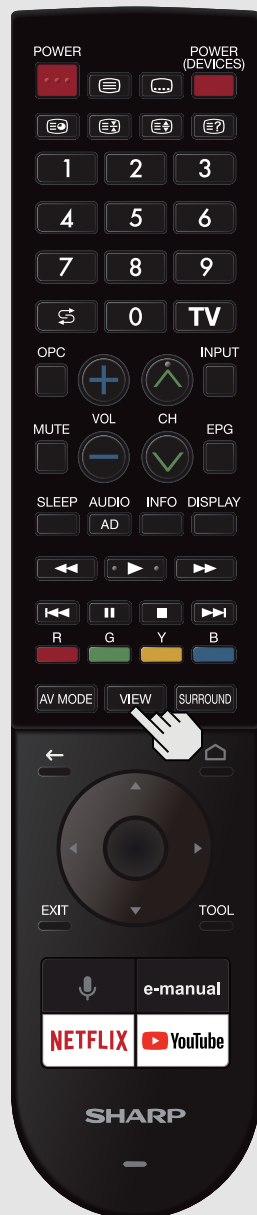 POWER
POWER
(DEVICES)
1 2 3
4 5 6
7 8 9
0 TV
OPC INPUT
VOL CH
MUTE EPG
SLEEP AUDIO INFO DISPLAY
AD
R G Y B
AV MODE VIEW SURROUND
EXIT TOOL
e-manual
NETFLIX YouTube
SHARP